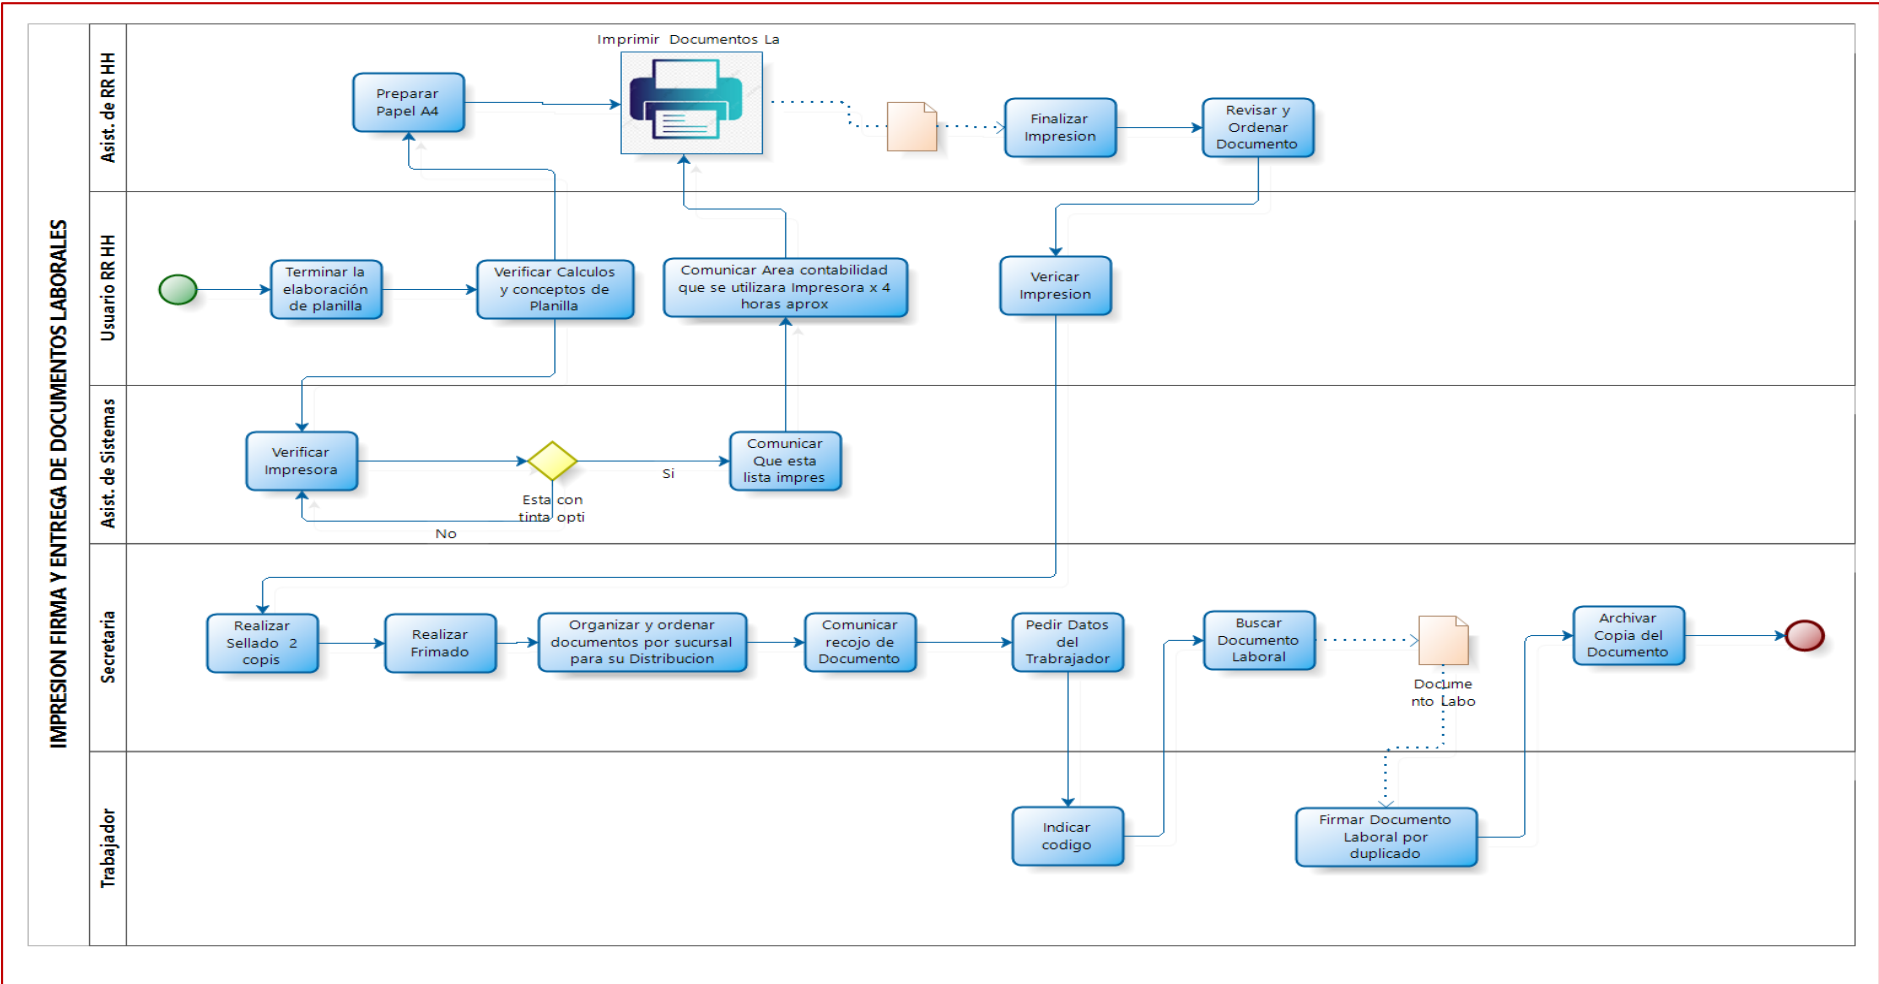 IMPRESION FIRMA Y ENTREGA DE DOCUMENTOS LABORALES
Asist. de RR HH
Imprimir Documentos La
Preparar
Papel A4
Finalizar
Impresion
Revisar y
Ordenar
Documento
Usuario RR HH
Terminar la
elaboración
de planilla
Verificar Calculos
y conceptos de
Planilla
Comunicar Area contabilidad
que se utilizara Impresora x 4
horas aprox
Vericar
Impresion
Asist. de Sistemas
Verificar
Impresora
Esta con
tinta opti
No
Si
Comunicar
Que esta
lista impres
Secretaria
Realizar
Sellado 2
copis
Realizar
Frimado
Organizar y ordenar
documentos por sucursal
para su Distribucion
Comunicar
recojo de
Documento
Pedir Datos
del
Trabrajador
Buscar
Documento
Laboral
Docume
nto Labo
Archivar
Copia del
Documento
Trabajador
Indicar
codigo
Firmar Documento
Laboral por
duplicado